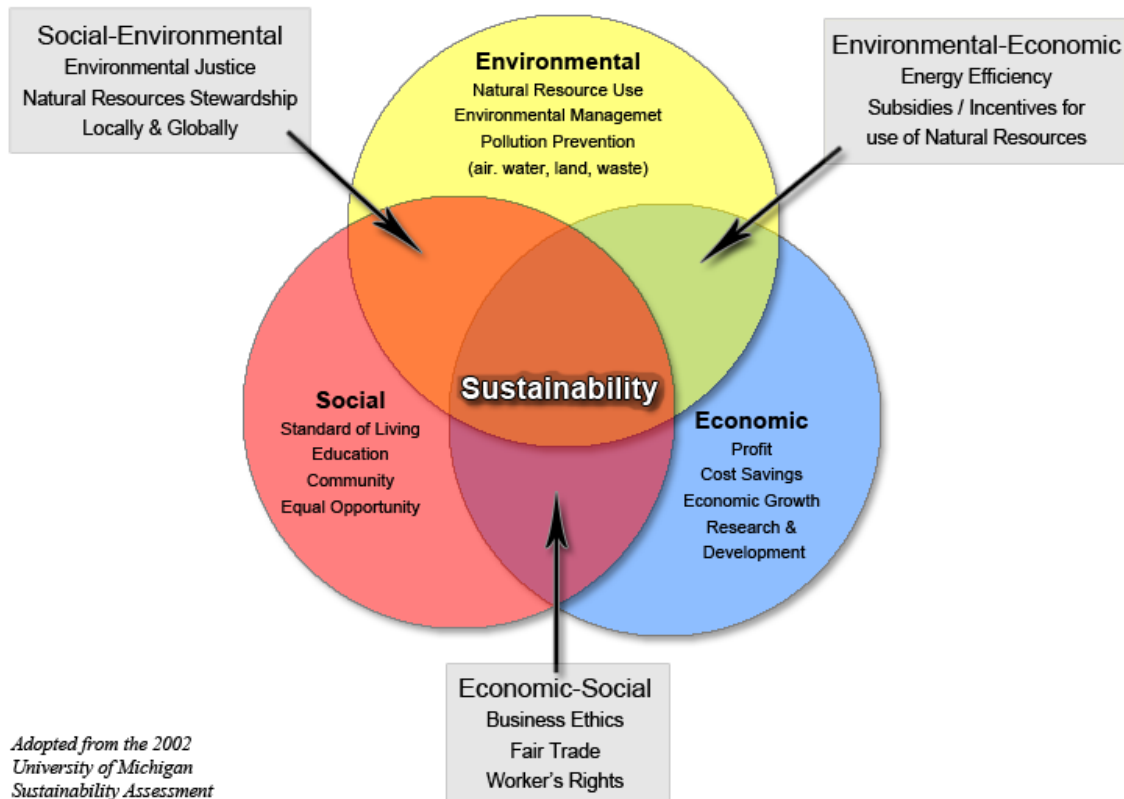 Social-Environmental
Environmental Justice
Natural Resources Stewardship
Locally & Globally
Environmental
Natural Resource Use
Environmental Managemet
Pollution Prevention
(air. water, land, waste)
Environmental-Economic
Energy Efficiency
Subsidies / Incentives for
use of Natural Resources
Sustainability
Social
Standard of Living
Education
Community
Equal Opportunity
Economic
Profit
Cost Savings
Economic Growth
Research &
Development
Economic-Social
Business Ethics
Fair Trade
Worker's Rights
Adopted from the 2002
University of Michigan
Sustainability Assessment